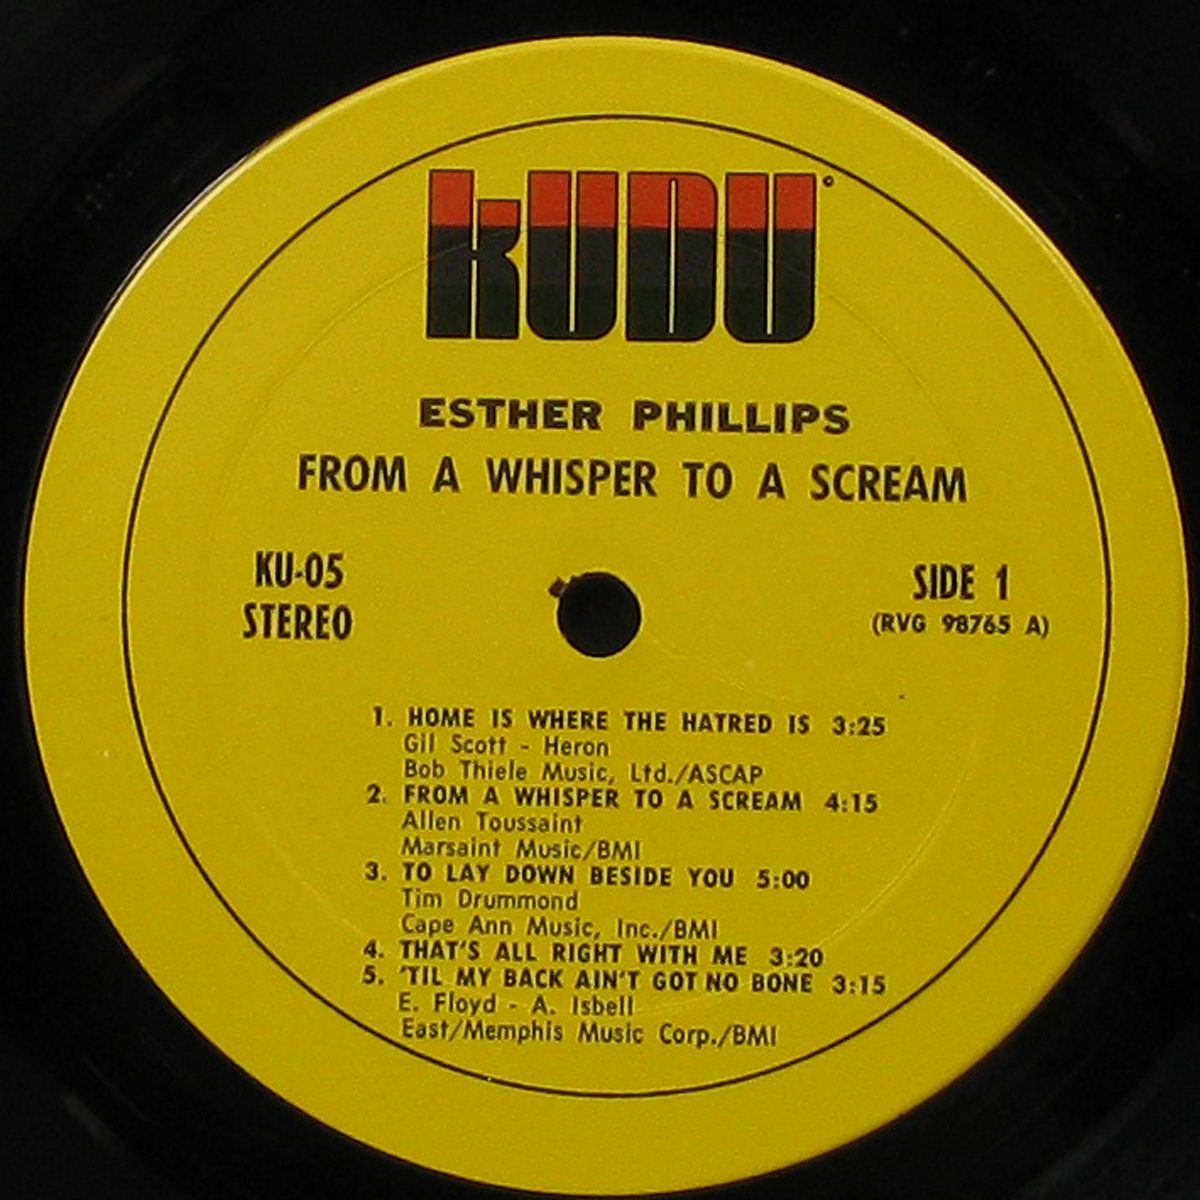 KUDU
ESTHER PHILLIPS
FROM A WHISPER TO A SCREAM
KU-05
STEREO
SIDE 1
(RVG 98765 A)
1. HOME IS WHERE THE HATRED IS 3:25
Gil Scott - Heron
Bob Thiele Music, Ltd./ASCAP
2. FROM A WHISPER TO A SCREAM 4:15
Allen Toussaint
Marsaint Music/BMI
3. TO LAY DOWN BESIDE YOU 5:00
Tim Drummond
Cape Ann Music, Inc./BMI
4. THAT'S ALL RIGHT WITH ME 3:20
5. 'TIL MY BACK AIN'T GOT NO BONE 3:15
E. Floyd - A. Isbell
East/Memphis Music Corp./BMI